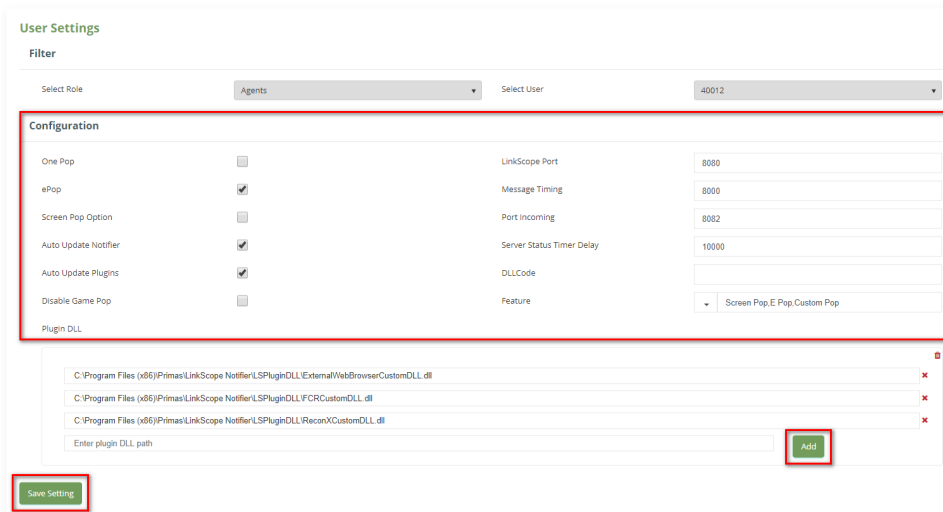 User Settings
Filter
Select Role
Agents
Select User
40012
Configuration
One Pop
LinkScope Port
8080
ePop
Message Timing
8000
Screen Pop Option
Port Incoming
8082
Auto Update Notifier
Server Status Timer Delay
10000
Auto Update Plugins
DLLCode
Disable Game Pop
Feature
Screen Pop,E Pop,Custom Pop
Plugin DLL
C:\Program Files (x86)\Primas\LinkScope Notifier\LSPluginDLL\ExternalWebBrowserCustomDLL.dll
C:\Program Files (x86)\Primas\LinkScope Notifier\LSPluginDLL\FCRCustomDLL.dll
C:\Program Files (x86)\Primas\LinkScope Notifier\LSPluginDLL\ReconXCustomDLL.dll
Enter plugin DLL path
Add
Save Setting